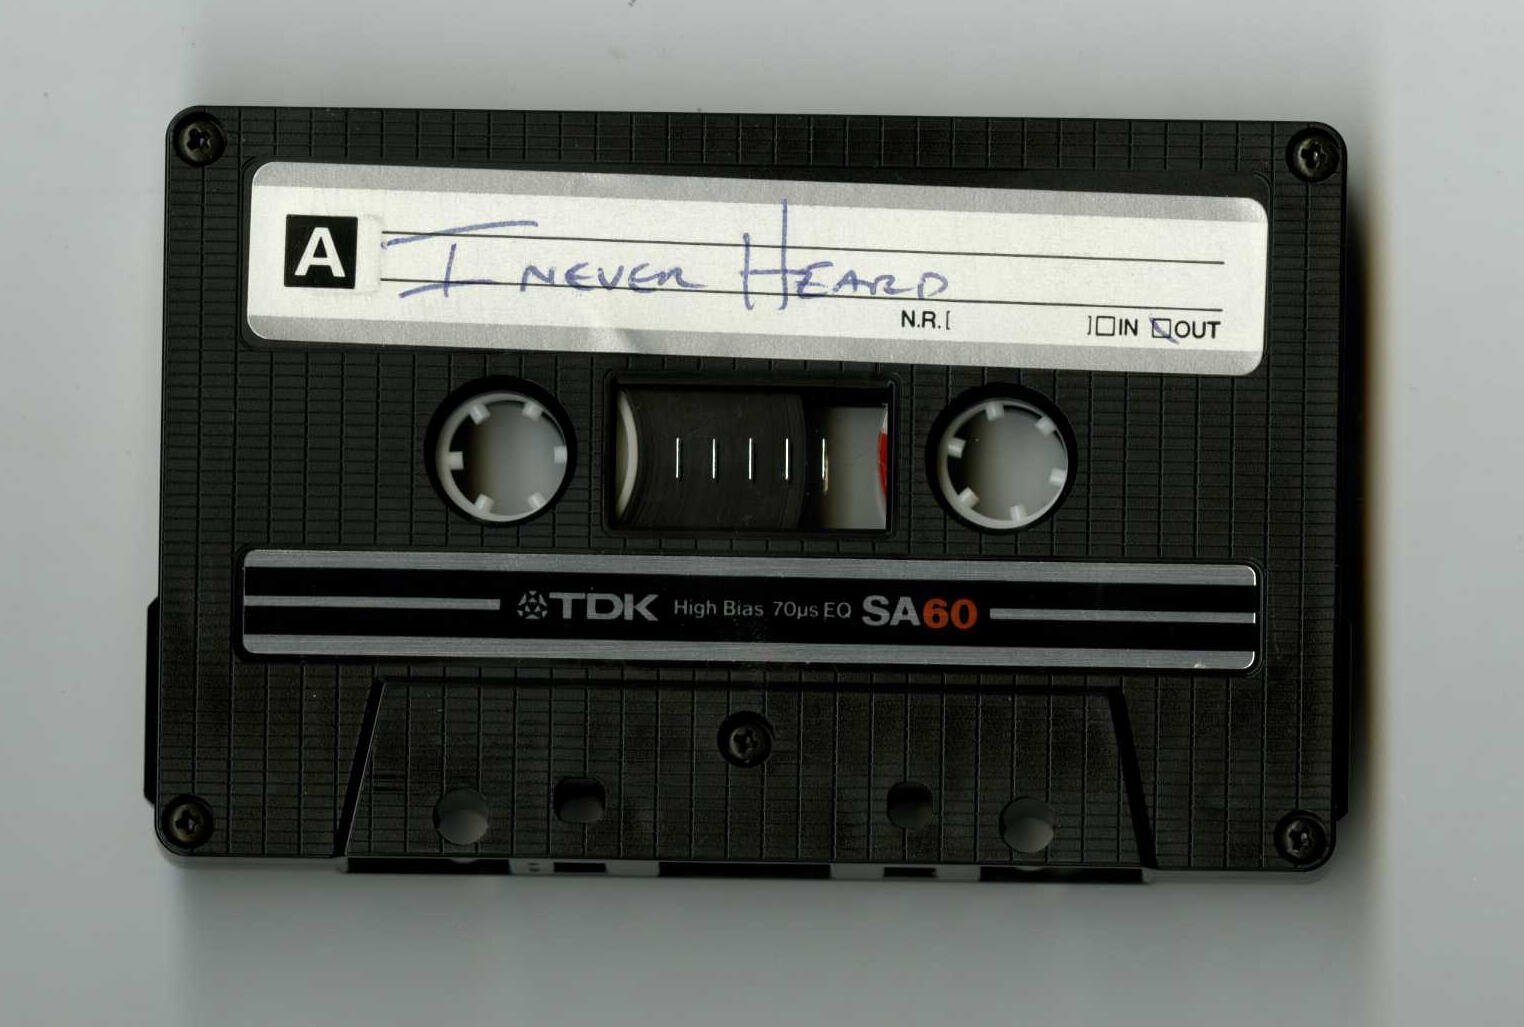 A
I NEVER HEARD
N.R.[ ] IN OUT
TDK High Bias 70µs EQ SA60